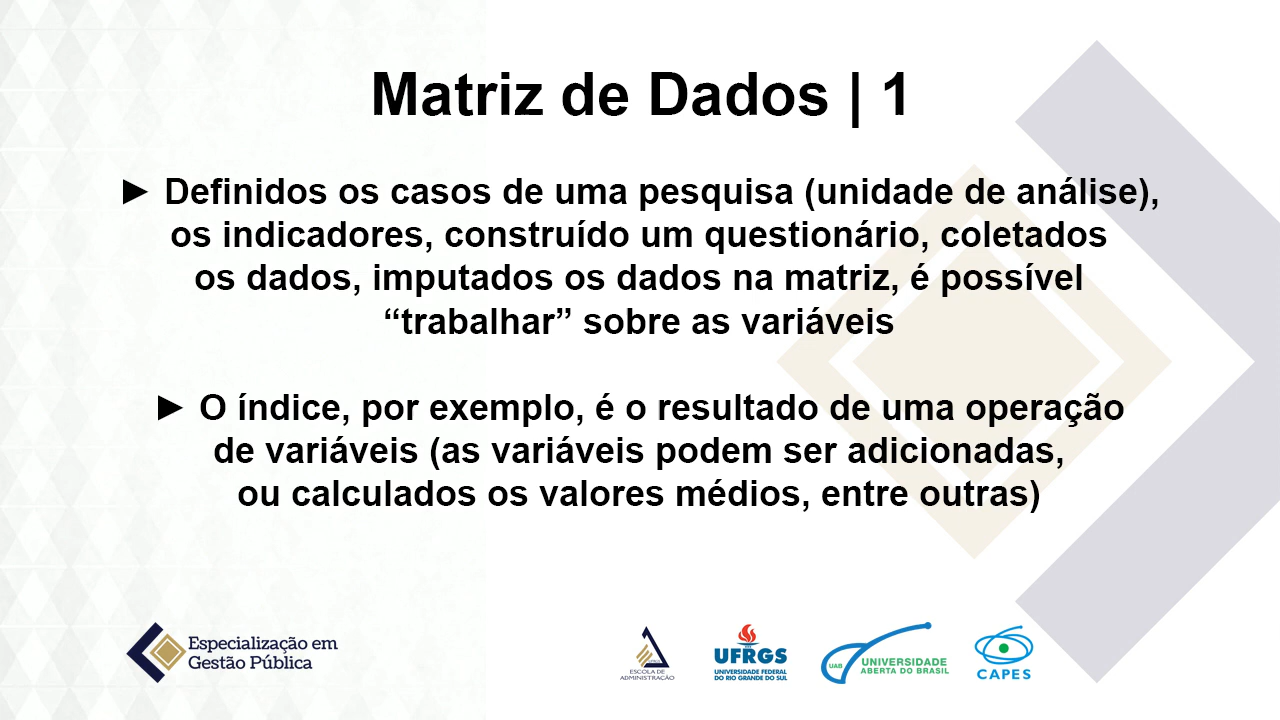 Matriz de Dados | 1
► Definidos os casos de uma pesquisa (unidade de análise),
os indicadores, construído um questionário, coletados
os dados, imputados os dados na matriz, é possível
“trabalhar” sobre as variáveis
► O índice, por exemplo, é o resultado de uma operação
de variáveis (as variáveis podem ser adicionadas,
ou calculados os valores médios, entre outras)
Especialização em
Gestão Pública
ESCOLA DE
ADMINISTRAÇÃO
UFRGS
UNIVERSIDADE FEDERAL
DO RIO GRANDE DO SUL
UAB
UNIVERSIDADE
ABERTA DO BRASIL
CAPES